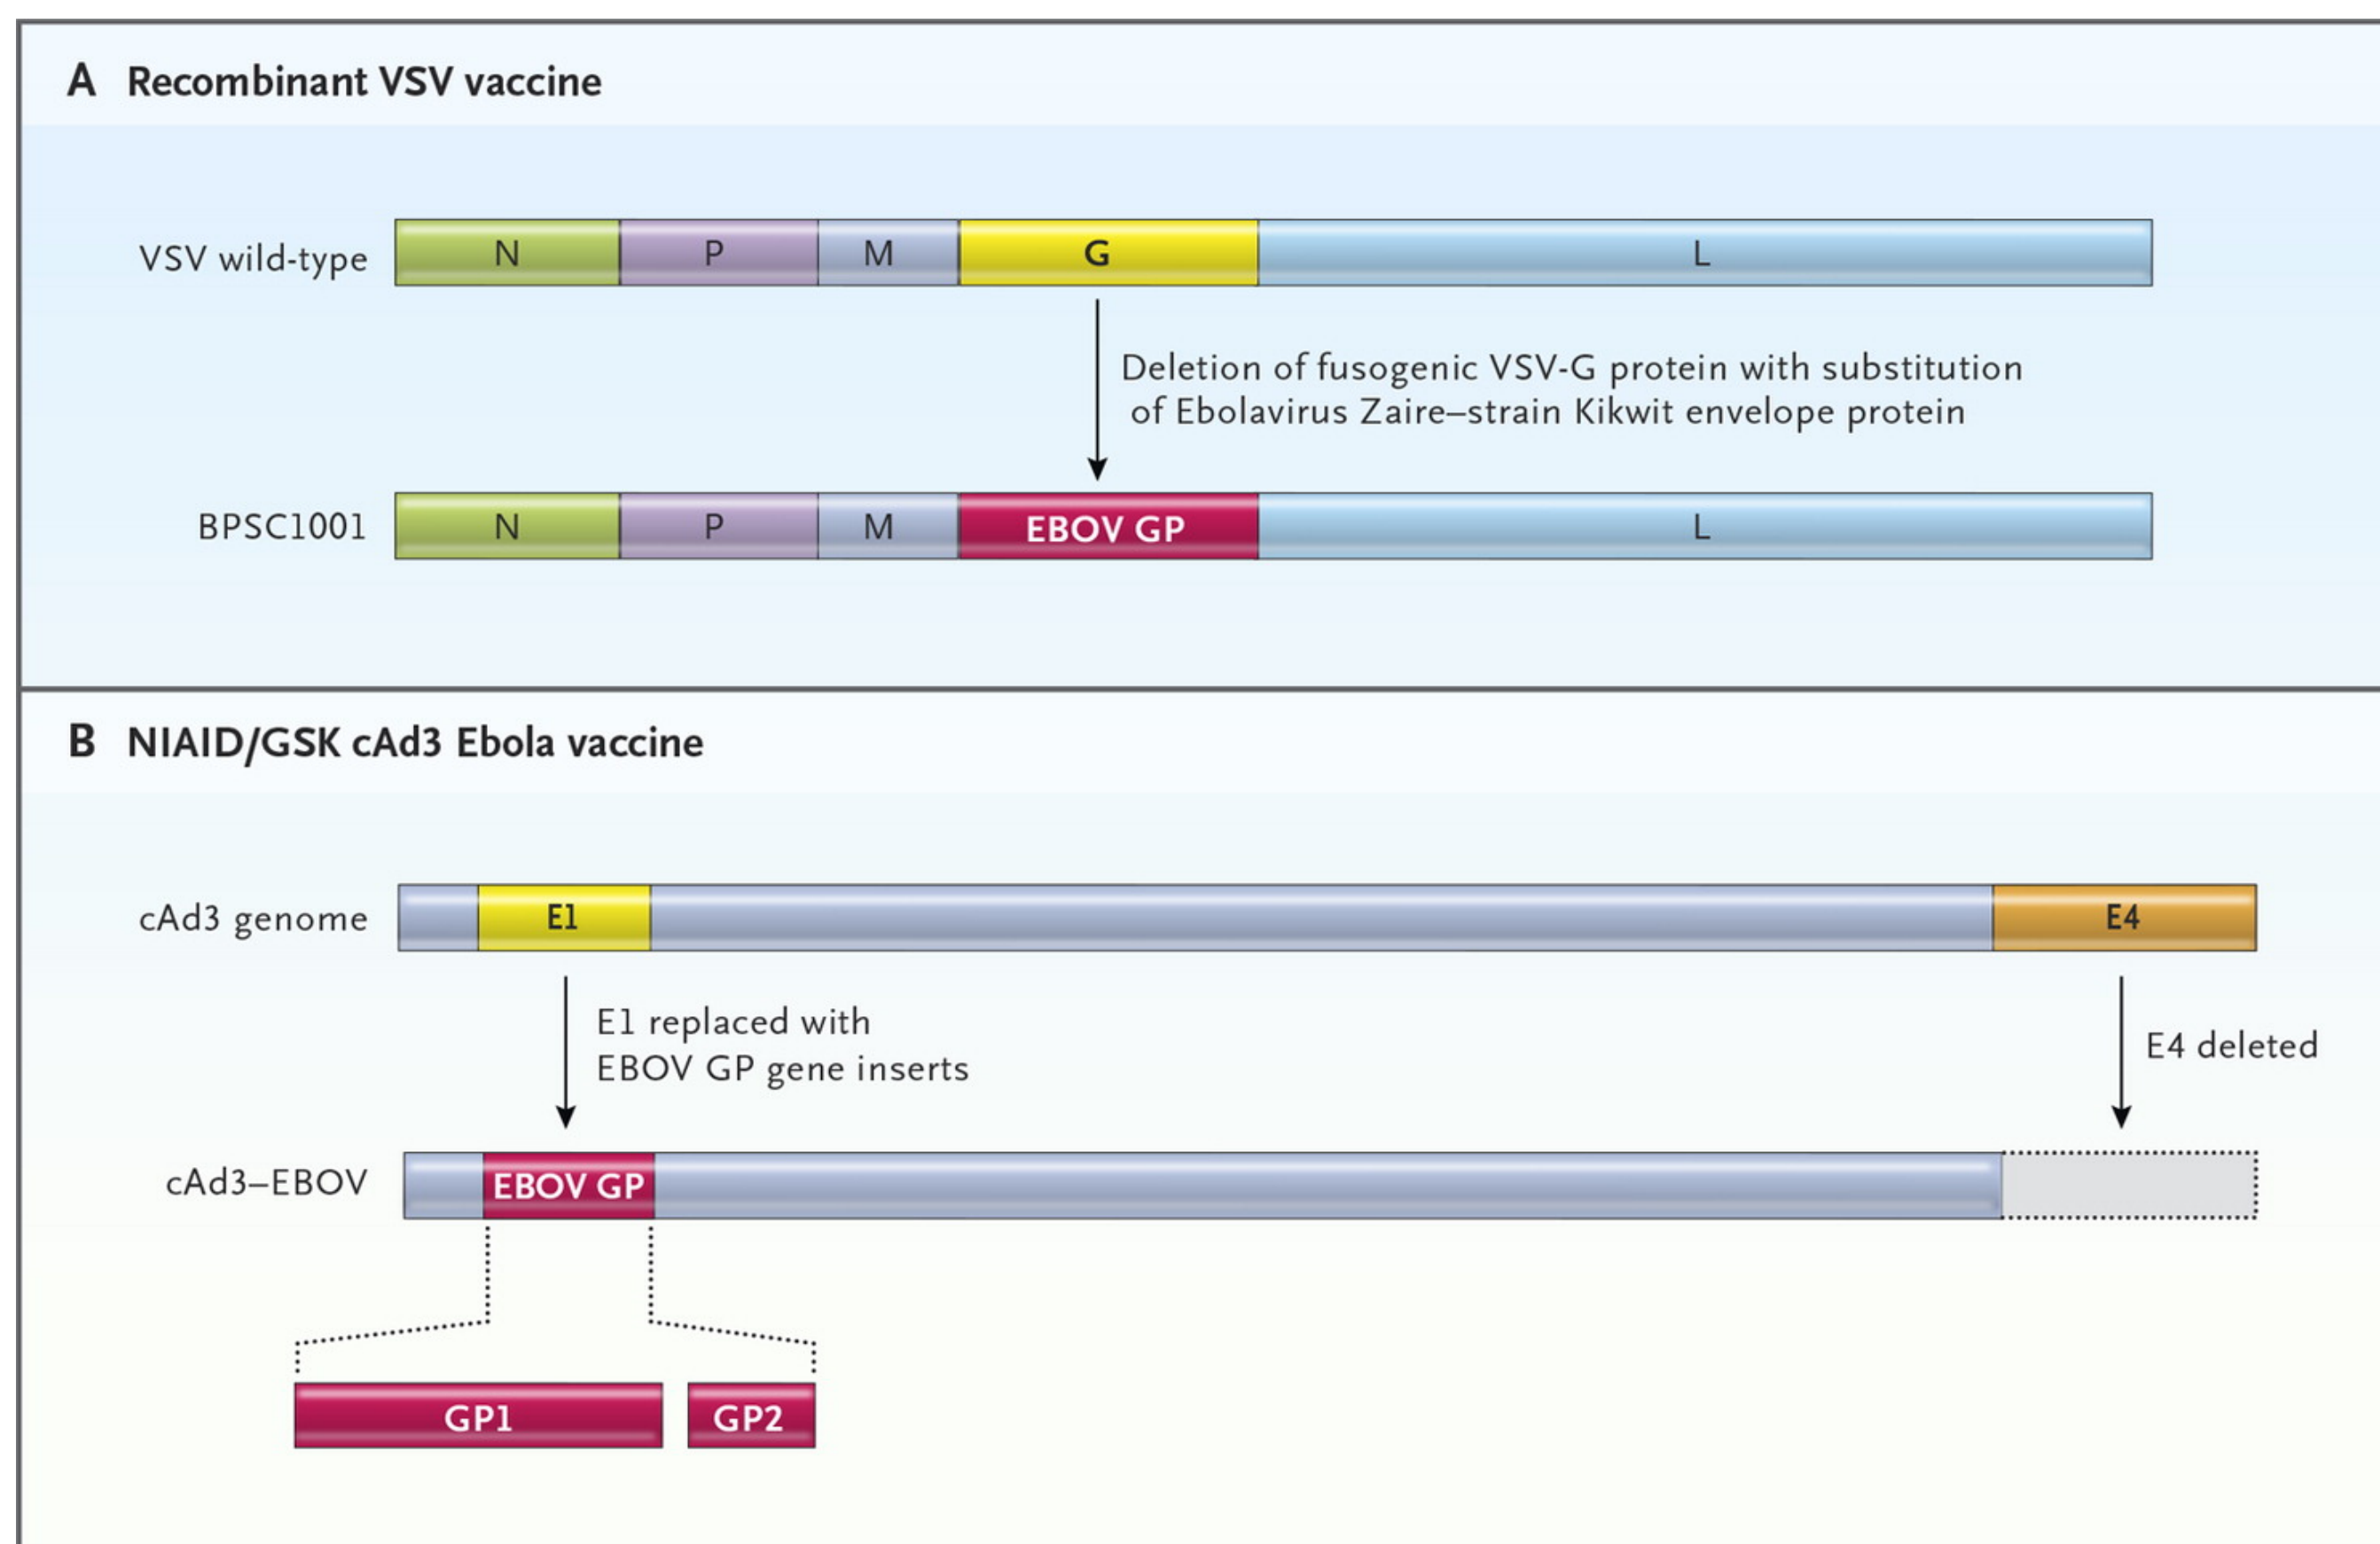 A Recombinant VSV vaccine
VSV wild-type N P M G L
Deletion of fusogenic VSV-G protein with substitution
of Ebolavirus Zaire–strain Kikwit envelope protein
BPSC1001 N P M EBOV GP L
B NIAID/GSK cAd3 Ebola vaccine
cAd3 genome E1 E4
E1 replaced with
EBOV GP gene inserts
E4 deleted
cAd3–EBOV EBOV GP
GP1 GP2